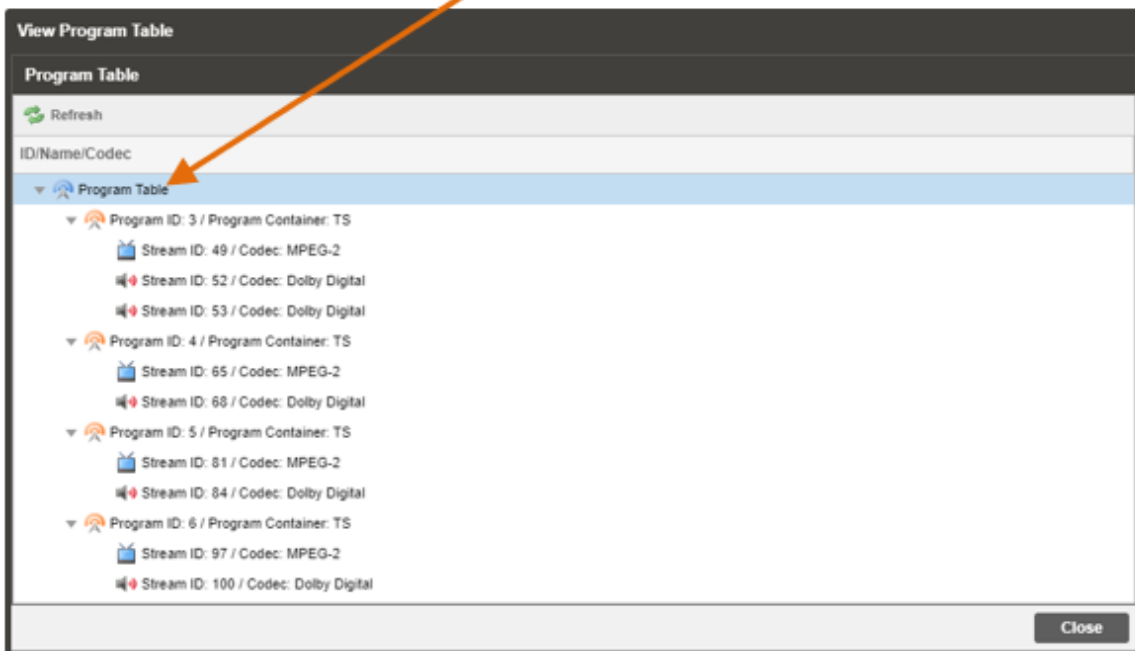 View Program Table
Program Table
Refresh
ID/Name/Codec
Program Table
Program ID: 3 / Program Container: TS
Stream ID: 49 / Codec: MPEG-2
Stream ID: 52 / Codec: Dolby Digital
Stream ID: 53 / Codec: Dolby Digital
Program ID: 4 / Program Container: TS
Stream ID: 65 / Codec: MPEG-2
Stream ID: 68 / Codec: Dolby Digital
Program ID: 5 / Program Container: TS
Stream ID: 81 / Codec: MPEG-2
Stream ID: 84 / Codec: Dolby Digital
Program ID: 6 / Program Container: TS
Stream ID: 97 / Codec: MPEG-2
Stream ID: 100 / Codec: Dolby Digital
Close